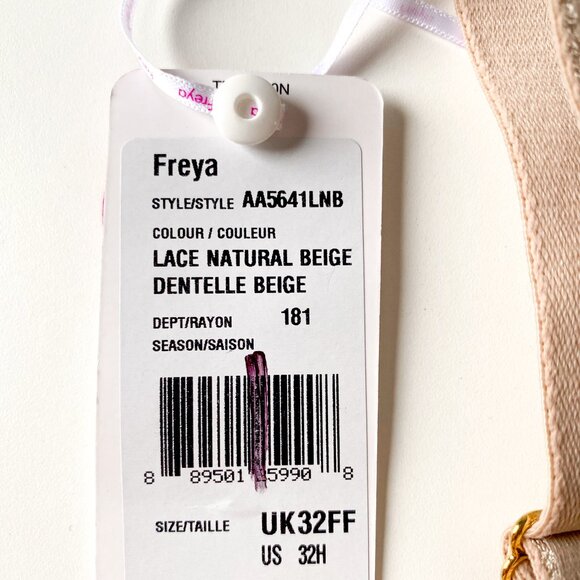 Freya
Freya
STYLE/STYLE AA5641LNB
COLOUR / COULEUR
LACE NATURAL BEIGE
DENTELLE BEIGE
DEPT/RAYON 181
SEASON/SAISON
8 89501 5990 8
SIZE/TAILLE UK32FF
US 32H